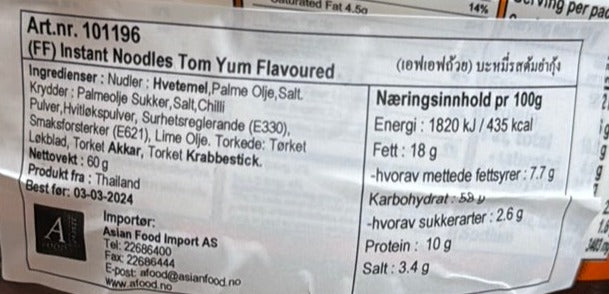 Saturated Fat 4.5g
14%
ving per pac
Art.nr. 101196
(FF) Instant Noodles Tom Yum Flavoured
(เอฟเอฟถ้วย) บะหมี่รสต้มยำกุ้ง
Ingredienser : Nudler : Hvetemel,Palme Olje,Salt.
Krydder : Palmeolje Sukker,Salt,Chilli
Pulver,Hvitløkspulver, Surhetsreglerande (E330),
Smaksforsterker (E621), Lime Olje. Torkede: Tørket
Løkblad, Torket Akkar, Torket Krabbestick.
Nettovekt : 60 g
Produkt fra : Thailand
Best før: 03-03-2024
Importør:
Asian Food Import AS
Tel: 22686400
Fax: 22686444
E-post: afood@asianfood.no
www.afood.no
A
Næringsinnhold pr 100g
Energi : 1820 kJ / 435 kcal
Fett : 18 g
-hvorav mettede fettsyrer : 7.7 g
Karbohydrat : 58 g
-hvorav sukkerarter : 2.6 g
Protein : 10 g
Salt : 3.4 g